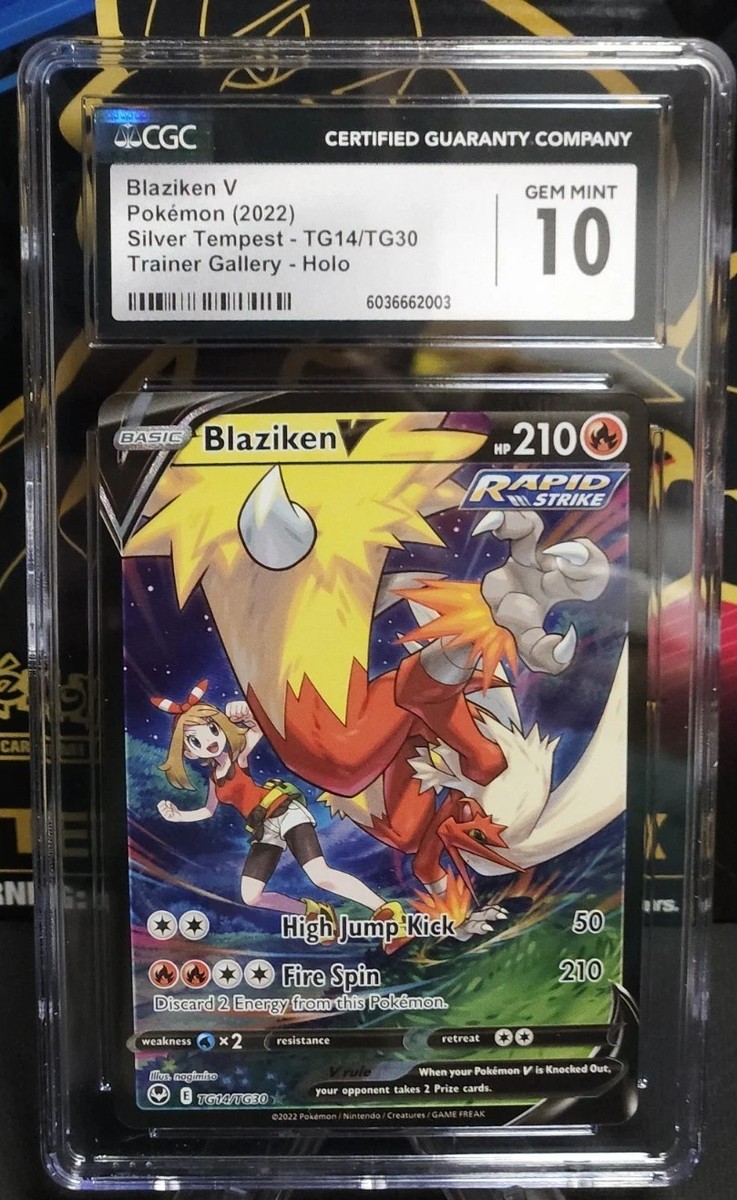 CGC
CERTIFIED GUARANTY COMPANY
Blaziken V
Pokémon (2022)
Silver Tempest - TG14/TG30
Trainer Gallery - Holo
GEM MINT
10
6036662003
BASIC
Blaziken V
HP 210
RAPID
STRIKE
High Jump Kick 50
Fire Spin 210
Discard 2 Energy from this Pokémon.
weakness ×2 resistance retreat
V rule When your Pokémon V is Knocked Out,
your opponent takes 2 Prize cards.
Illus. nagimiso
E TG14/TG30
©2022 Pokémon / Nintendo / Creatures / GAME FREAK